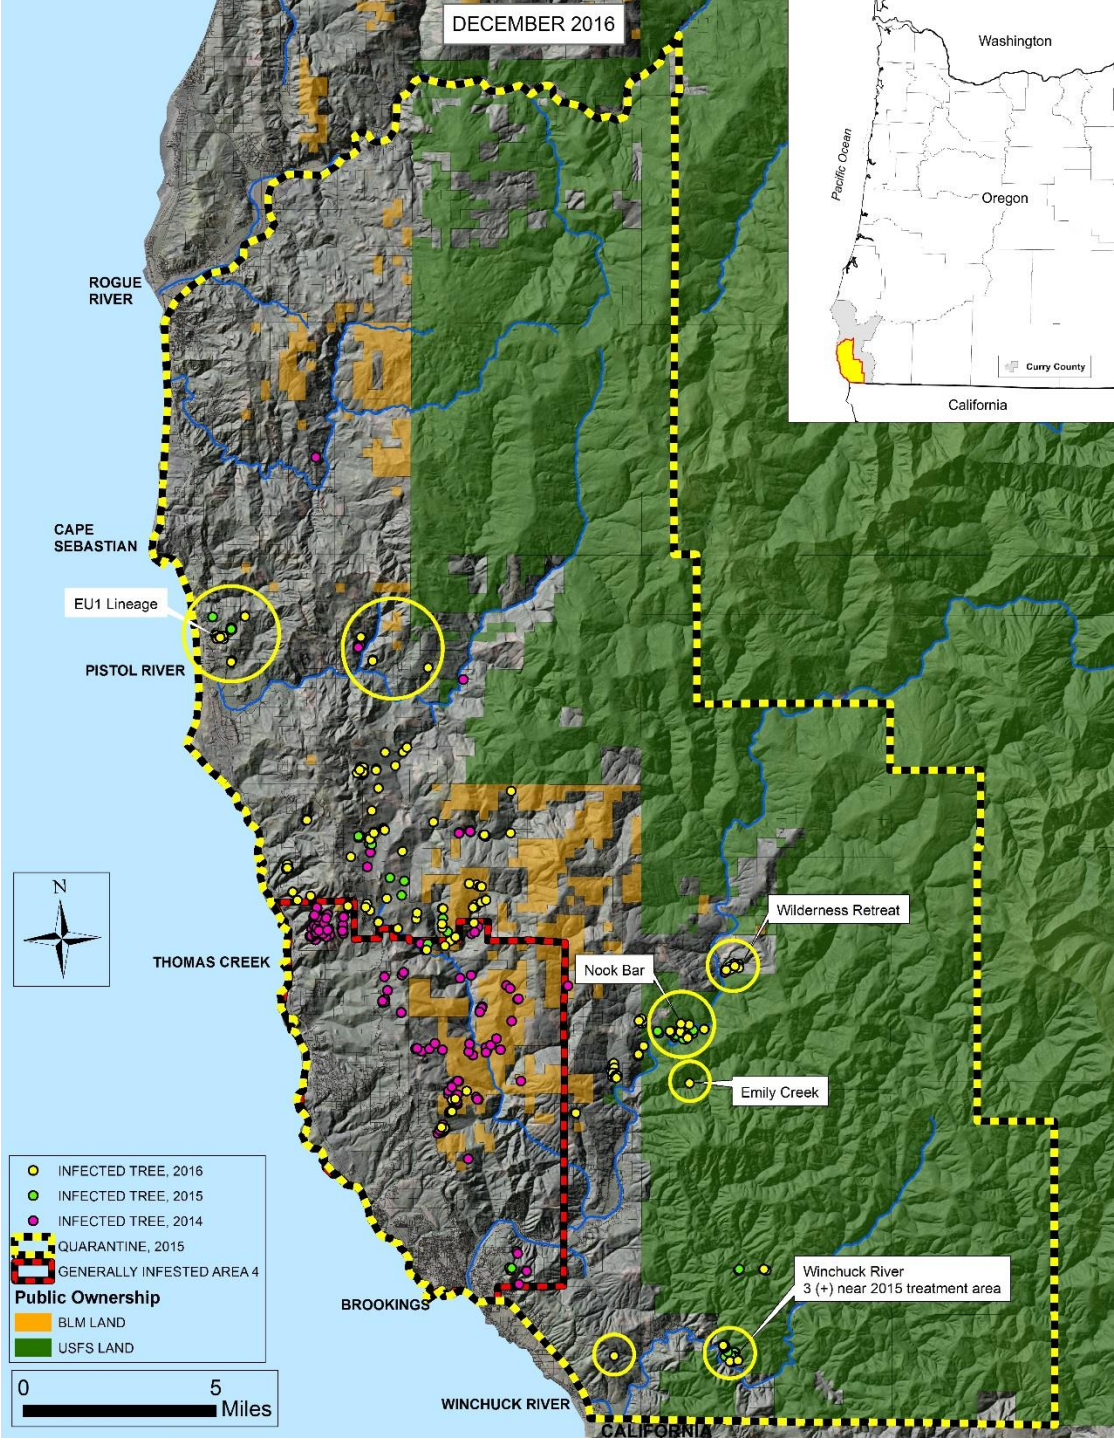 DECEMBER 2016
Washington
Pacific Ocean
Oregon
Curry County
California
ROGUE
RIVER
CAPE
SEBASTIAN
EU1 Lineage
PISTOL RIVER
N
Wilderness Retreat
THOMAS CREEK
Nook Bar
Emily Creek
INFECTED TREE, 2016
INFECTED TREE, 2015
INFECTED TREE, 2014
QUARANTINE, 2015
GENERALLY INFESTED AREA 4
Public Ownership
BLM LAND
USFS LAND
Winchuck River
3 (+) near 2015 treatment area
BROOKINGS
0 5
Miles
WINCHUCK RIVER
CALIFORNIA